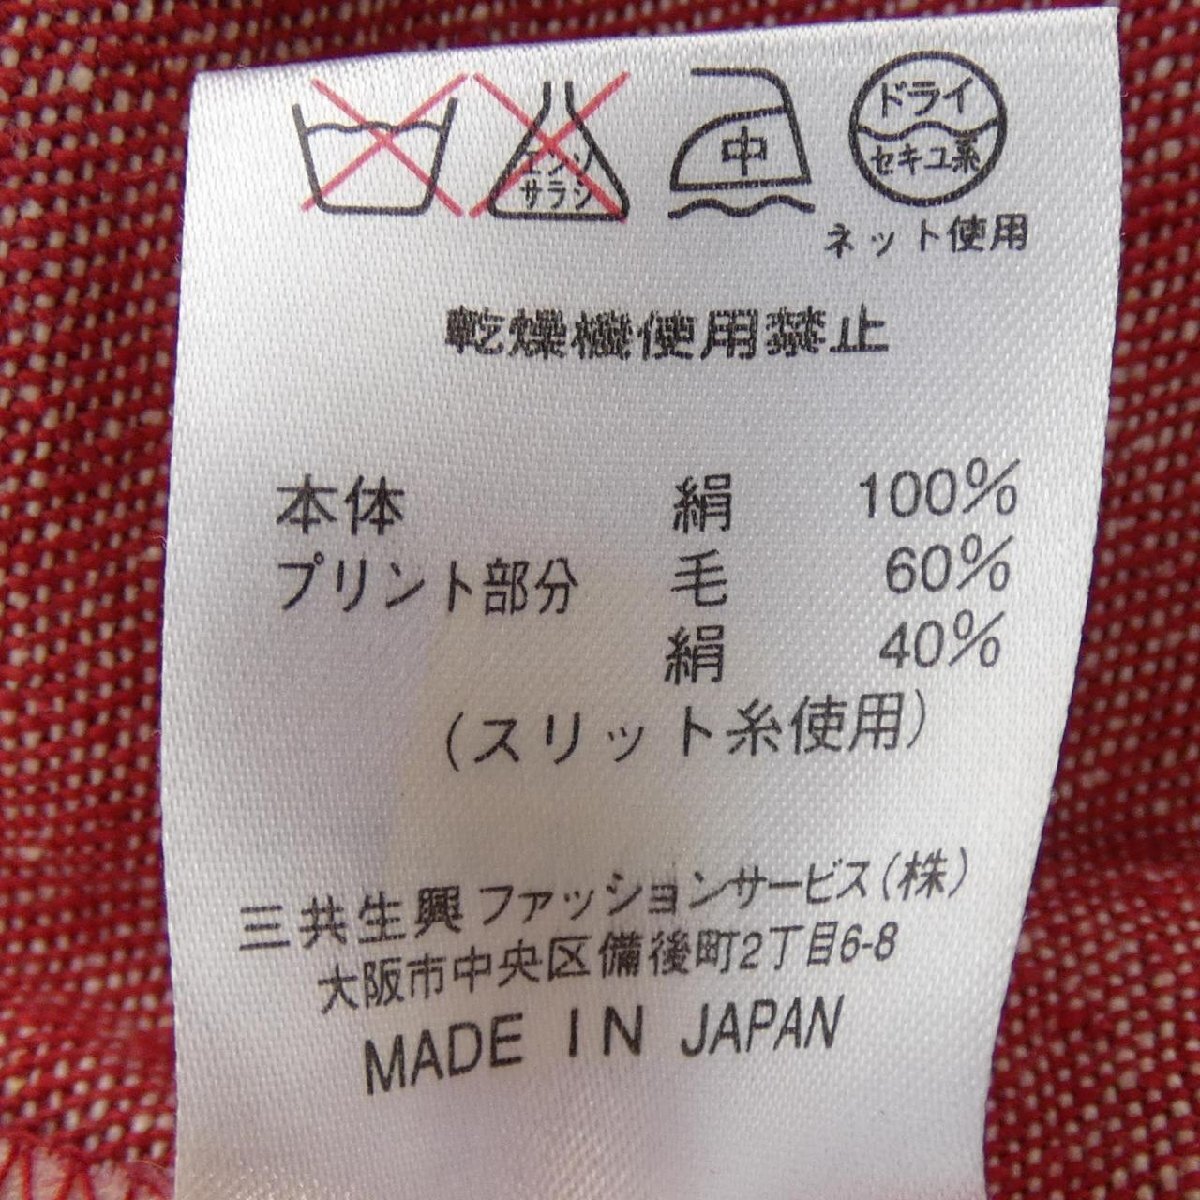 エンソ
サラシ
中
ドライ
セキユ系
ネット使用
乾燥機使用禁止
本体 絹 100%
プリント部分 毛 60%
絹 40%
(スリット糸使用)
三共生興ファッションサービス(株)
大阪市中央区備後町2丁目6-8
MADE IN JAPAN